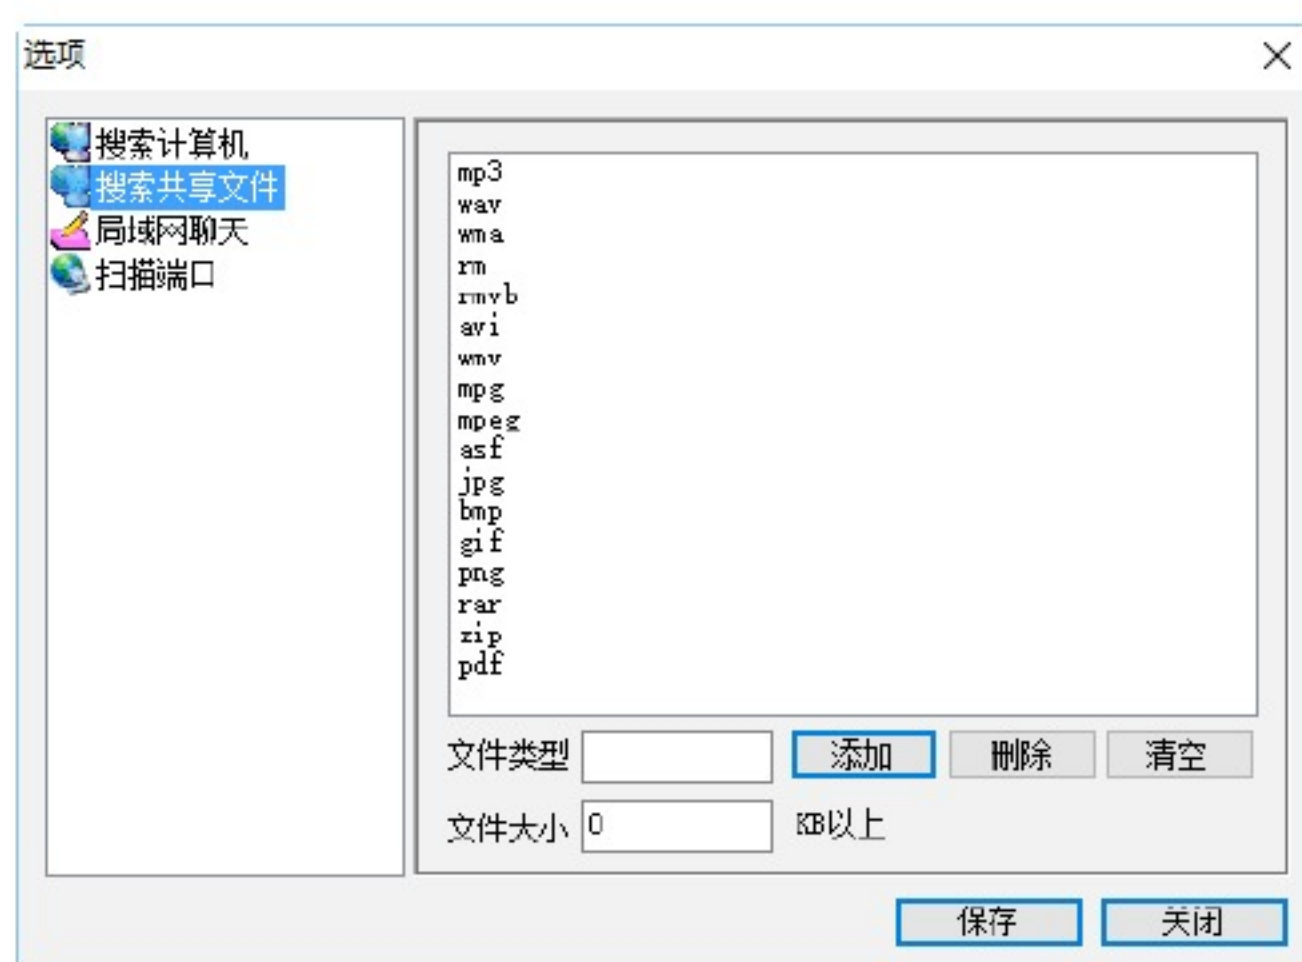 选项
搜索计算机
搜索共享文件
局域网聊天
扫描端口
mp3
wav
wma
rm
rmvb
avi
wmv
mpg
mpeg
asf
jpg
bmp
gif
png
rar
zip
pdf
文件类型 添加 删除 清空
文件大小 0 KB以上
保存 关闭